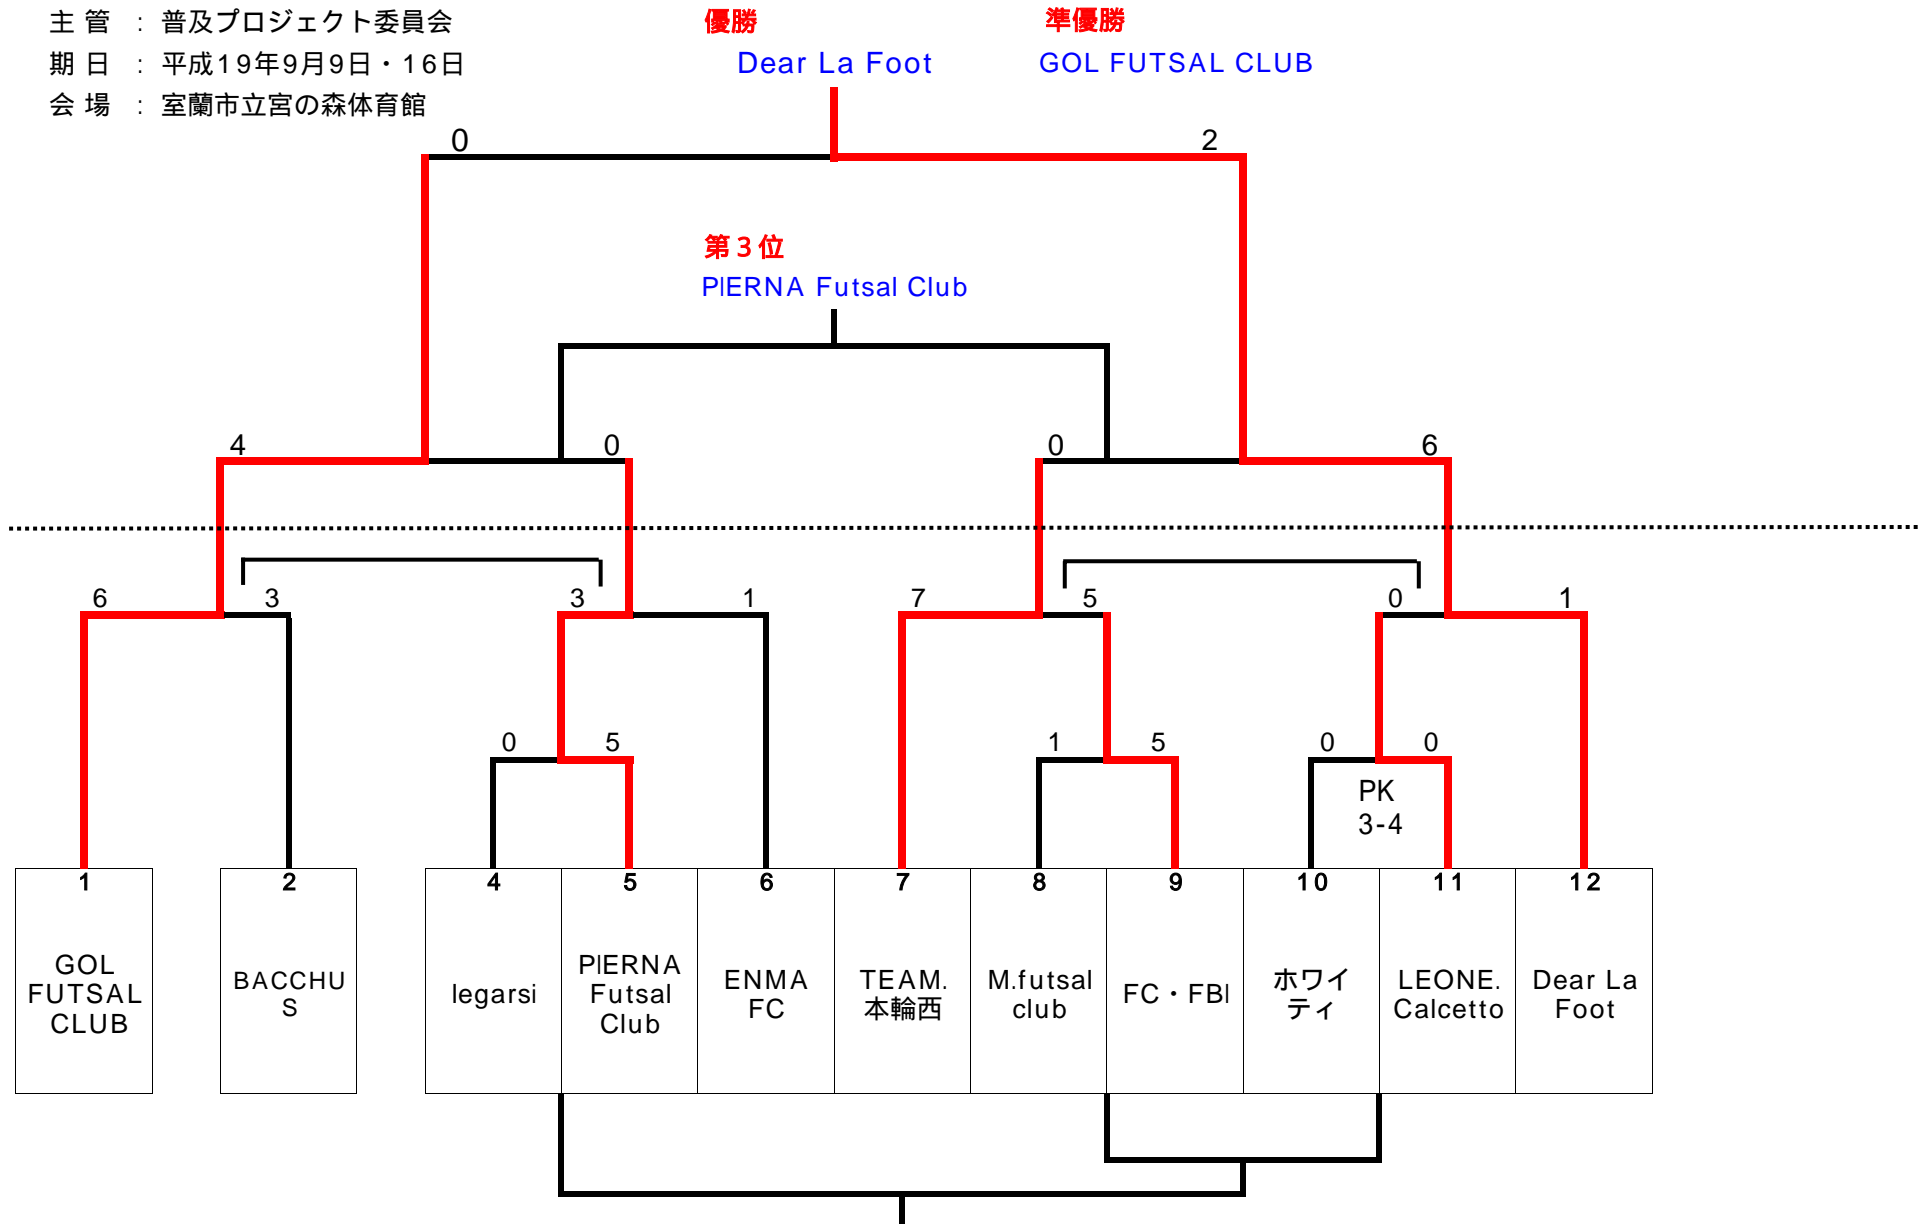 主 管 ： 普及プロジェクト委員会
期 日 ： 平成19年9月9日・16日
会 場 ： 室蘭市立宮の森体育館
優勝
Dear La Foot
準優勝
GOL FUTSAL CLUB
0
2
第３位
PIERNA Futsal Club
4
0
0
6
6
3
3
1
7
5
0
1
0
5
1
5
0
0
PK
3-4
1
2
4
5
6
7
8
9
10
11
12
GOL
FUTSAL
CLUB
BACCHU
S
legarsi
PIERNA
Futsal
Club
ENMA
FC
TEAM.
本輪西
M.futsal
club
FC・FBI
ホワイ
ティ
LEONE.
Calcetto
Dear La
Foot